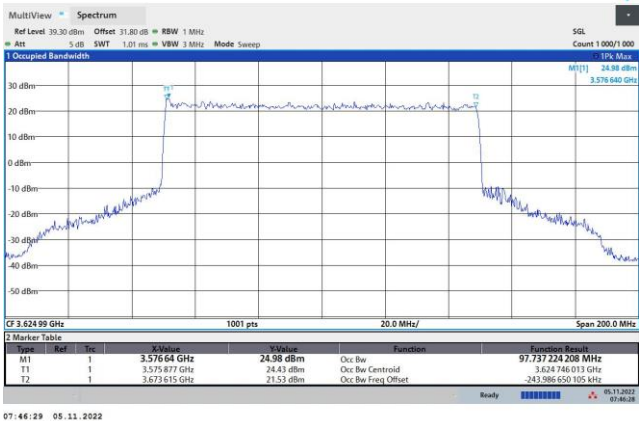 MultiView Spectrum
Ref Level 39.30 dBm Offset 31.80 dB RBW 1 MHz SGL
Att 5 dB SWT 1.01 ms VBW 3 MHz Mode Sweep Count 1 000/1 000
1 Occupied Bandwidth 1Pk Max
M1[1] 24.98 dBm
3.576 640 GHz
30 dBm
T2
20 dBm
10 dBm
0 dBm
-10 dBm
-20 dBm
-30 dBm
-40 dBm
-50 dBm
CF 3.624 99 GHz 1001 pts 20.0 MHz/ Span 200.0 MHz
2 Marker Table
Type Ref Trc X-Value Y-Value Function Function Result
M1 1 3.576 64 GHz 24.98 dBm Occ Bw 97.737 224 208 MHz
T1 1 3.575 877 GHz 24.43 dBm Occ Bw Centroid 3.624 746 013 GHz
T2 1 3.673 615 GHz 21.53 dBm Occ Bw Freq Offset -243.986 650 105 kHz
Ready 05.11.2022
07:46:28
07:46:29 05.11.2022